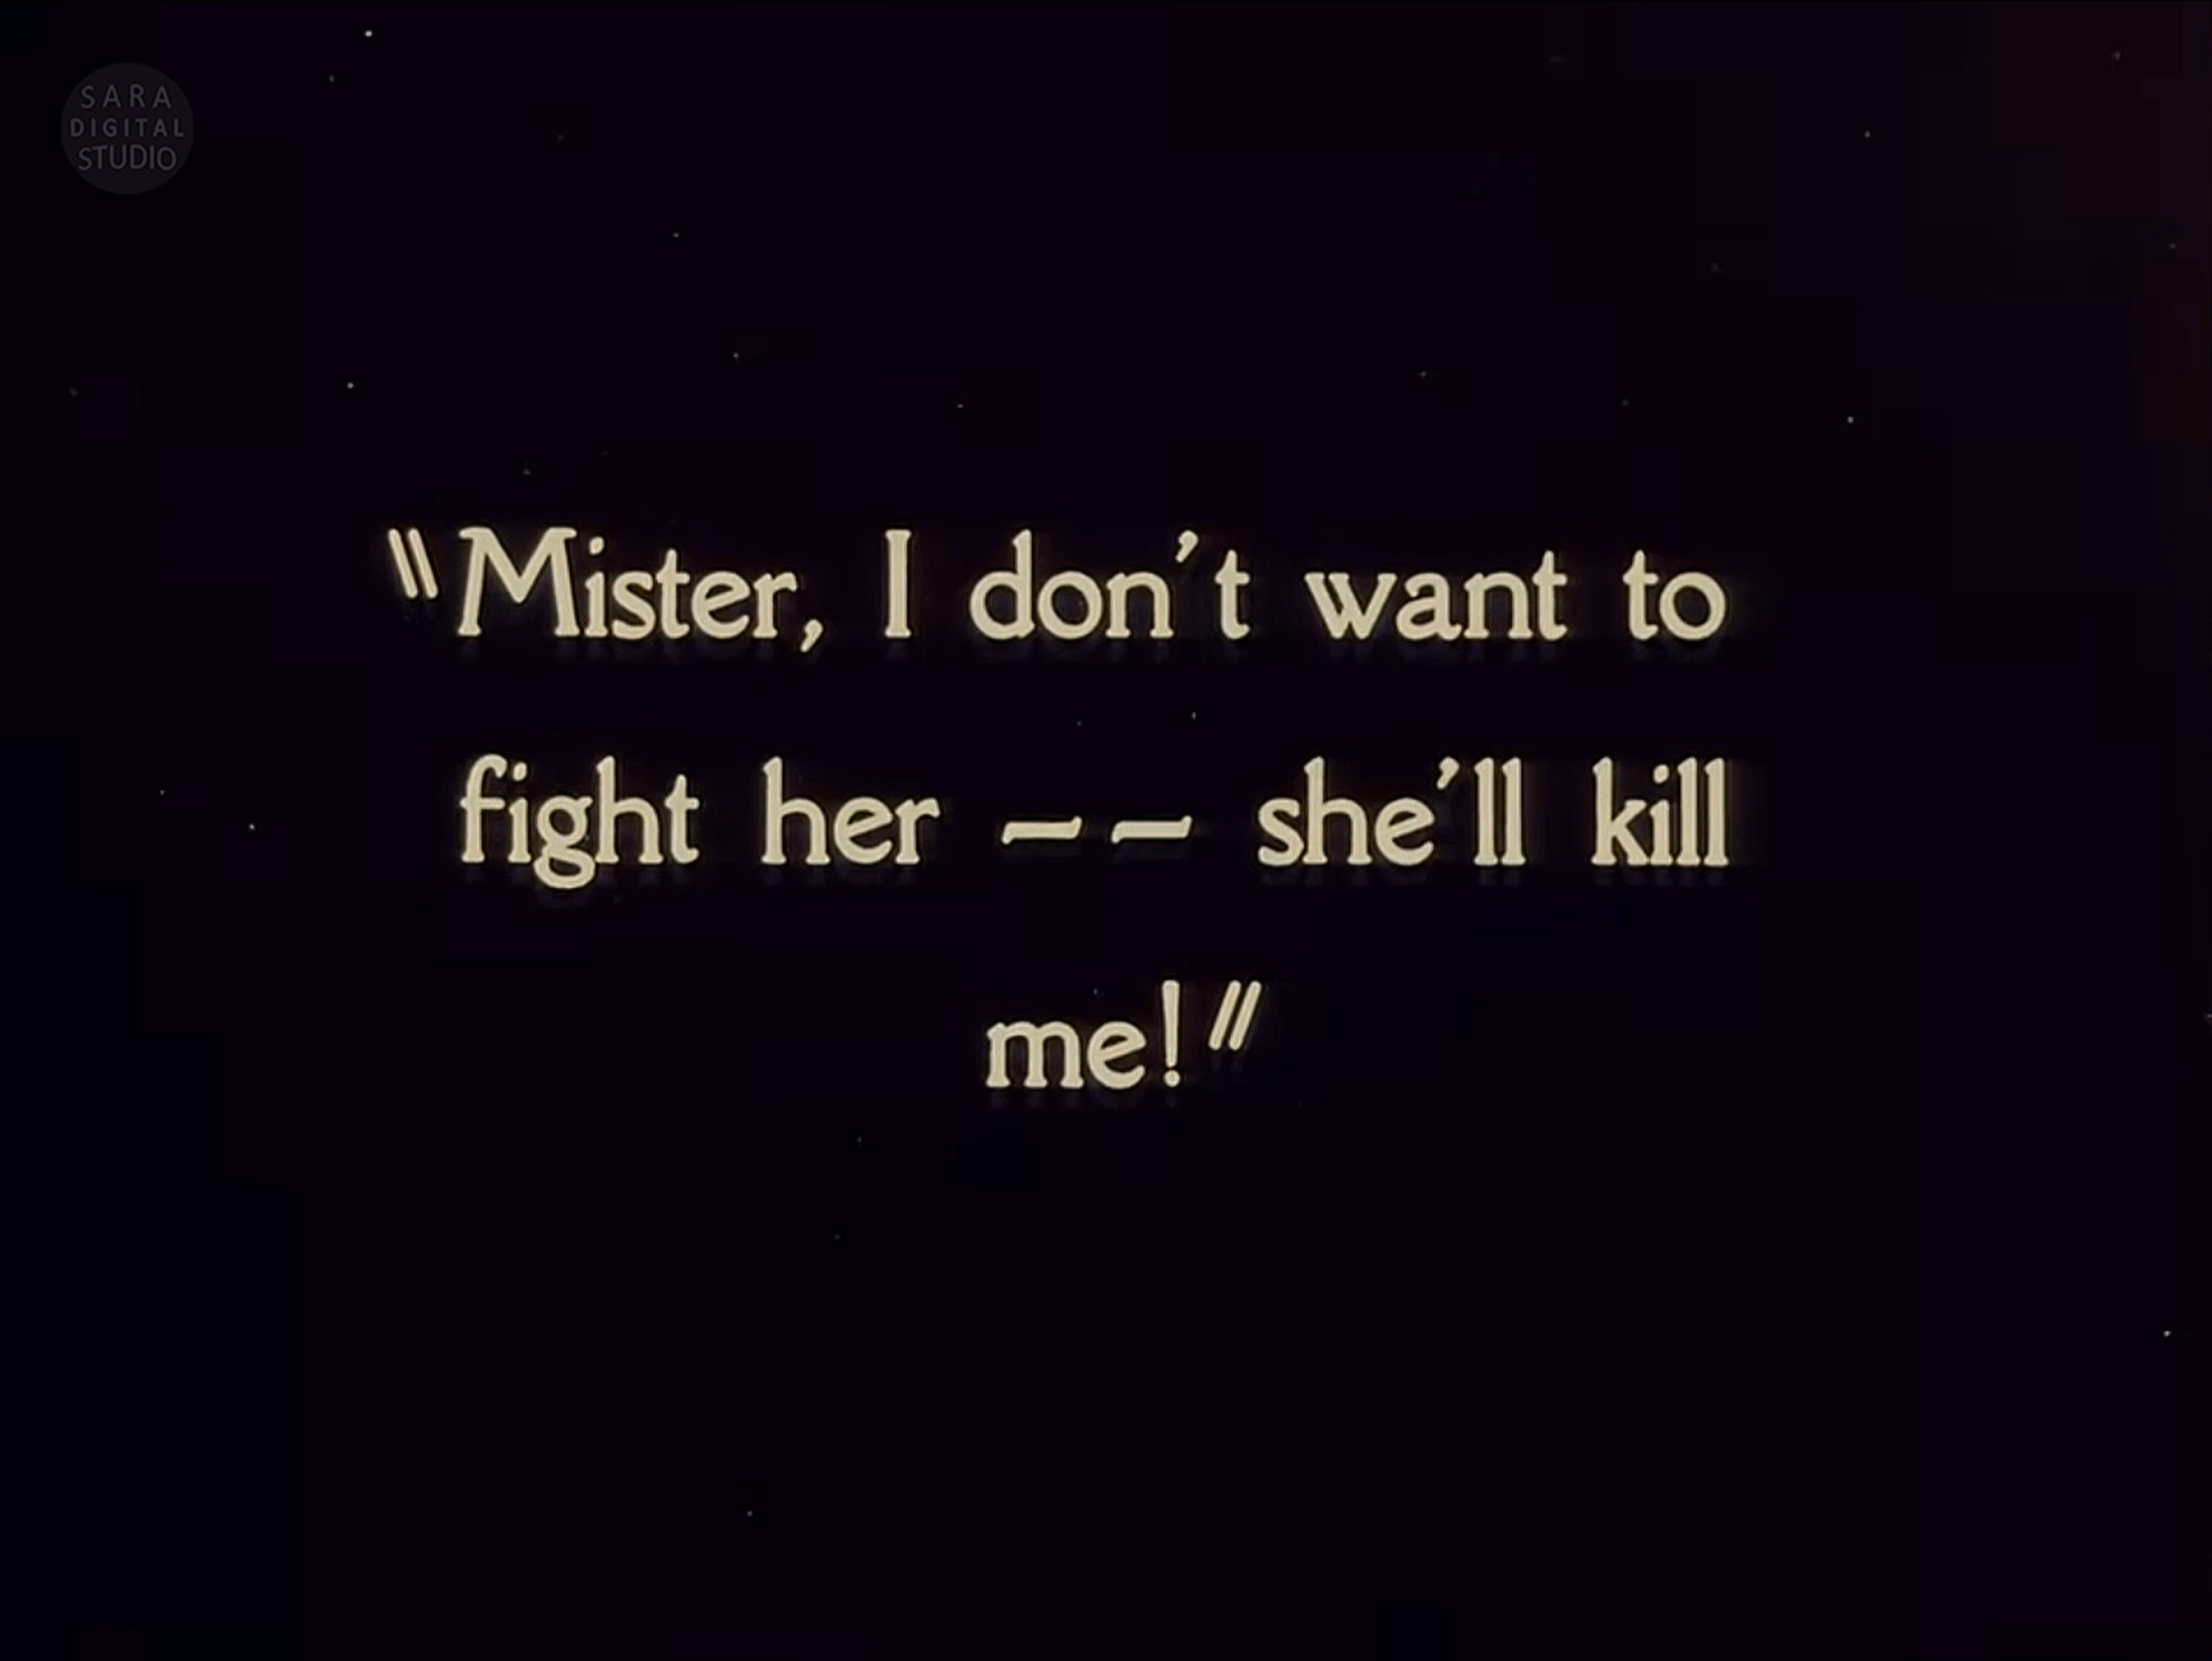 SARA
DIGITAL
STUDIO
"Mister, I don't want to
fight her -- she'll kill
me!"